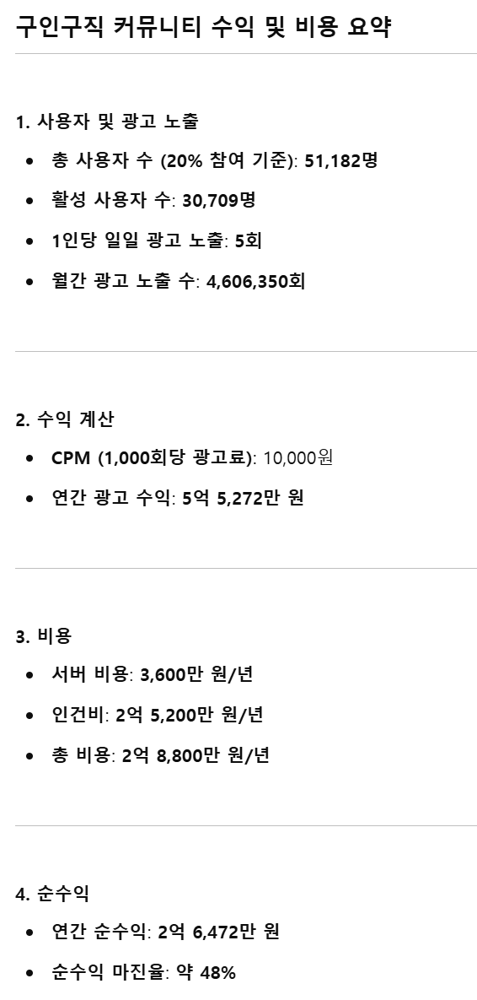 구인구직 커뮤니티 수익 및 비용 요약
1. 사용자 및 광고 노출
• 총 사용자 수 (20% 참여 기준): 51,182명
• 활성 사용자 수: 30,709명
• 1인당 일일 광고 노출: 5회
• 월간 광고 노출 수: 4,606,350회
2. 수익 계산
• CPM (1,000회당 광고료): 10,000원
• 연간 광고 수익: 5억 5,272만 원
3. 비용
• 서버 비용: 3,600만 원/년
• 인건비: 2억 5,200만 원/년
• 총 비용: 2억 8,800만 원/년
4. 순수익
• 연간 순수익: 2억 6,472만 원
• 순수익 마진율: 약 48%